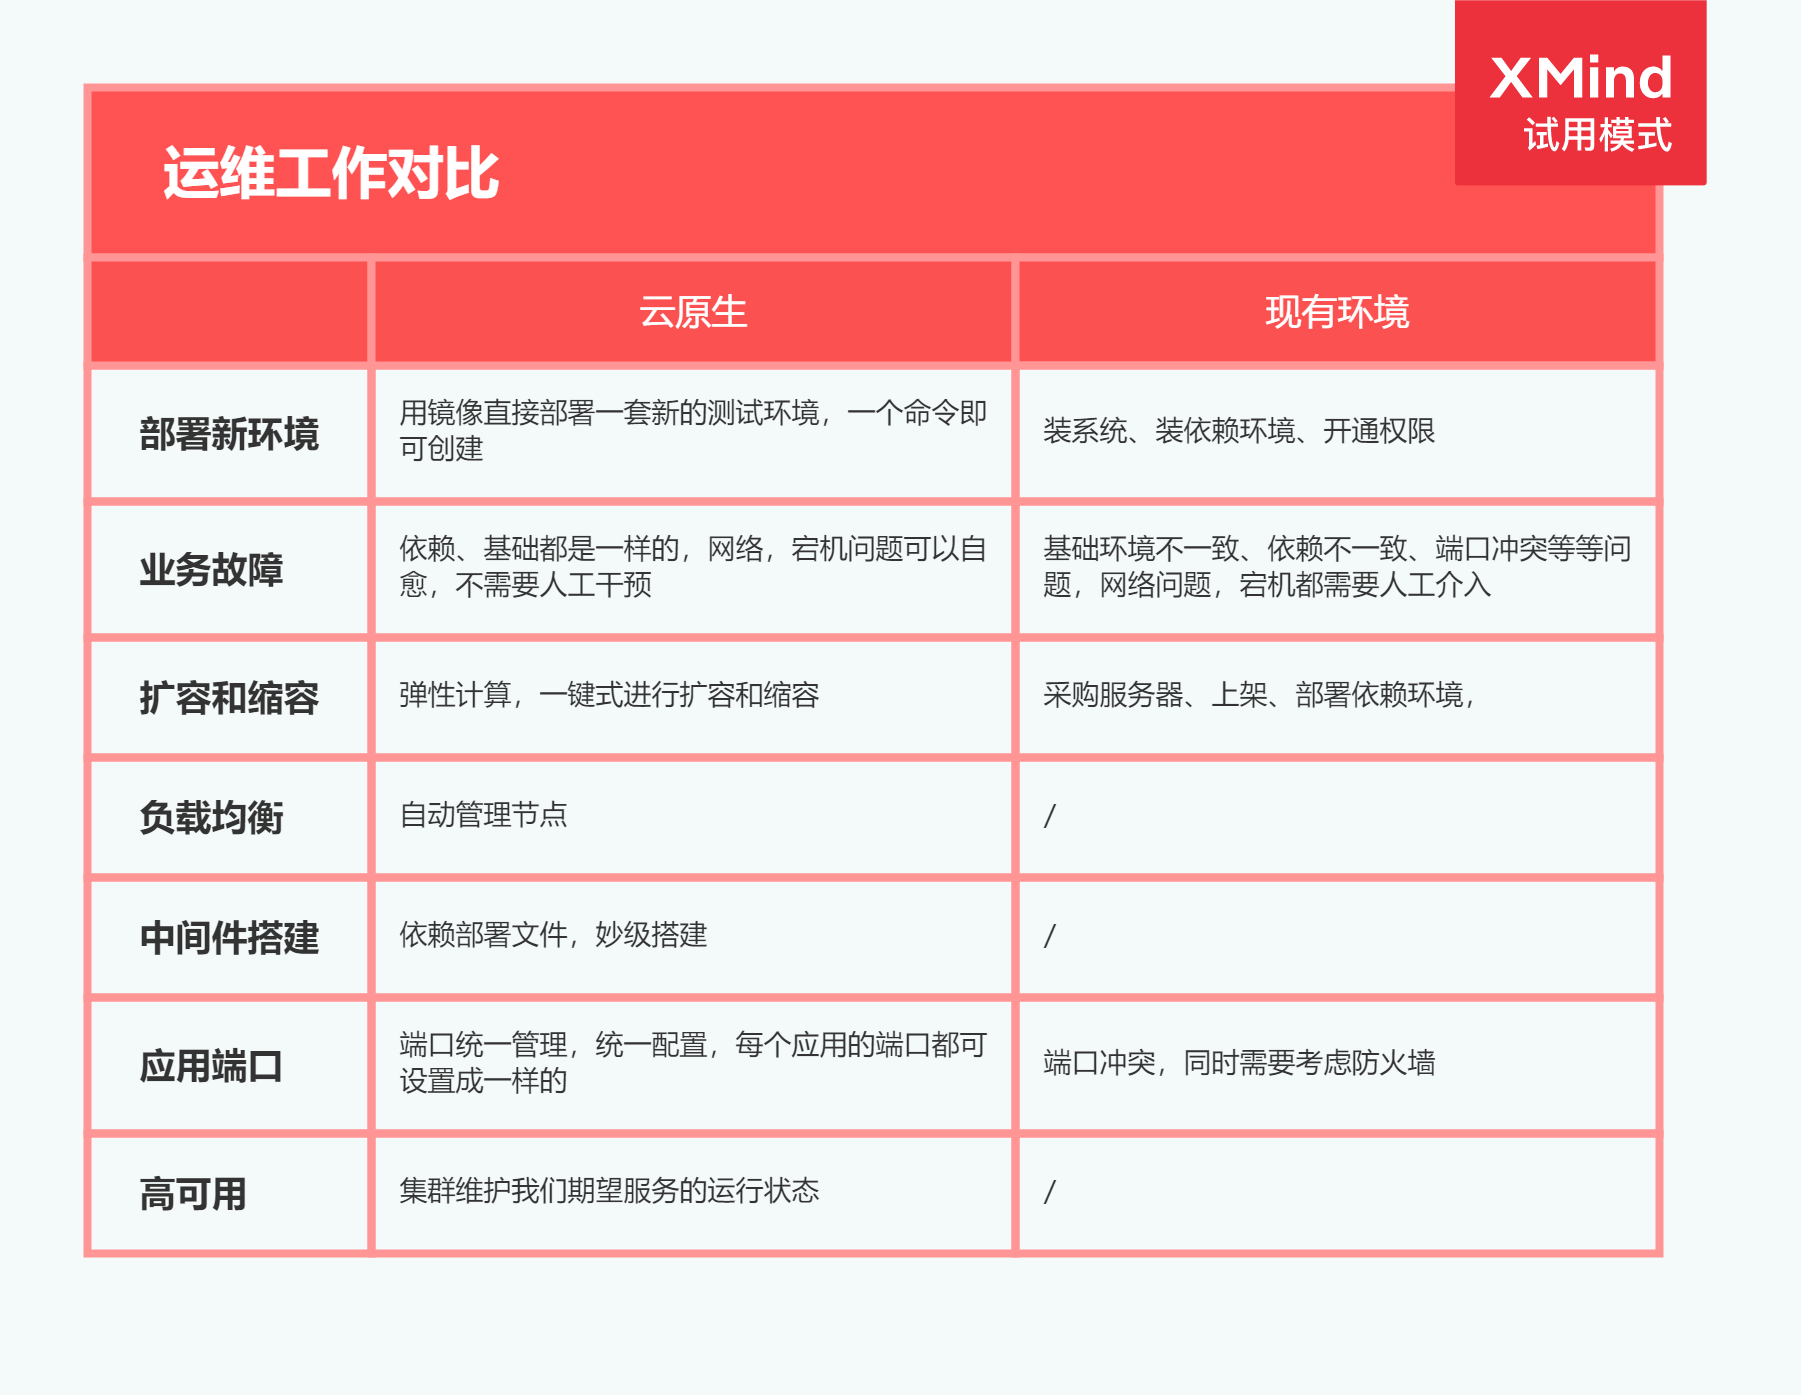 XMind
试用模式
运维工作对比
云原生
现有环境
部署新环境
用镜像直接部署一套新的测试环境，一个命令即
可创建
装系统、装依赖环境、开通权限
业务故障
依赖、基础都是一样的，网络，宕机问题可以自
愈，不需要人工干预
基础环境不一致、依赖不一致、端口冲突等等问
题，网络问题，宕机都需要人工介入
扩容和缩容
弹性计算，一键式进行扩容和缩容
采购服务器、上架、部署依赖环境，
负载均衡
自动管理节点
/
中间件搭建
依赖部署文件，妙级搭建
/
应用端口
端口统一管理，统一配置，每个应用的端口都可
设置成一样的
端口冲突，同时需要考虑防火墙
高可用
集群维护我们期望服务的运行状态
/